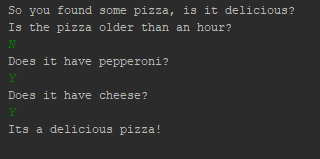 So you found some pizza, is it delicious?
Is the pizza older than an hour?
N
Does it have pepperoni?
Y
Does it have cheese?
Y
Its a delicious pizza!